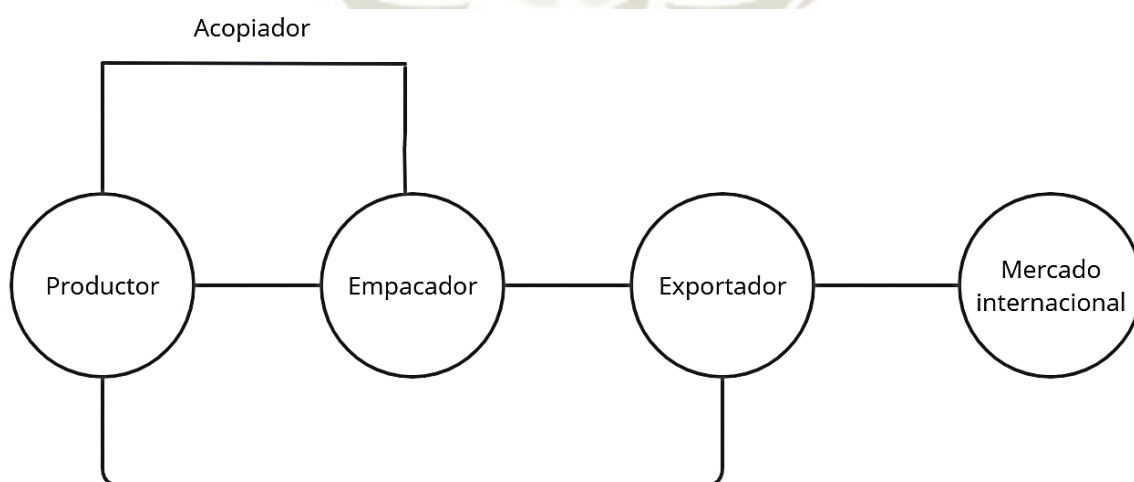 Acopiador
Productor
Empacador
Exportador
Mercado
internacional